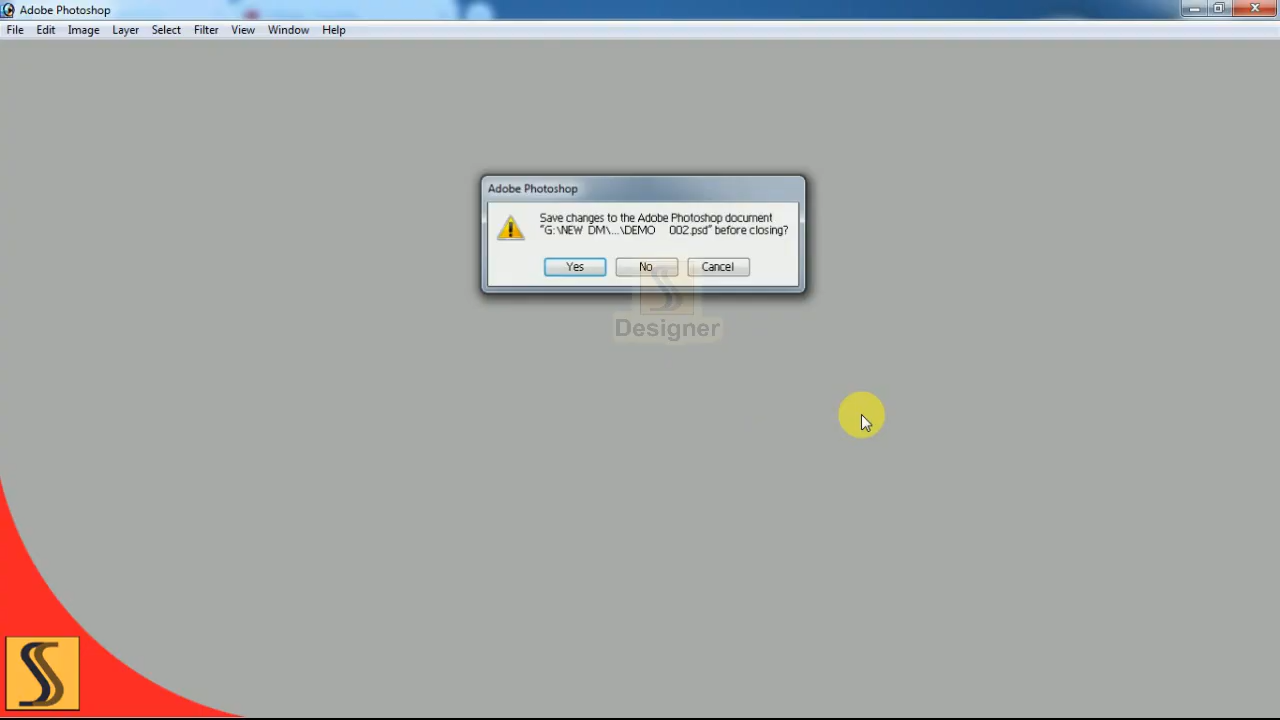 Adobe Photoshop
File Edit Image Layer Select Filter View Window Help
Adobe Photoshop
Save changes to the Adobe Photoshop document
"G:\NEW DM\...\DEMO 002.psd" before closing?
Yes No Cancel
Designer